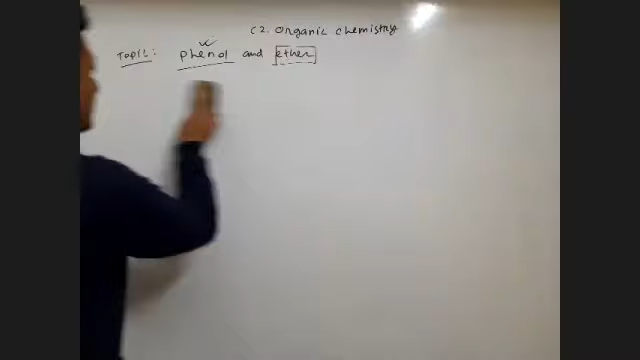 C2. Organic chemistry
Topic: phenol and ether